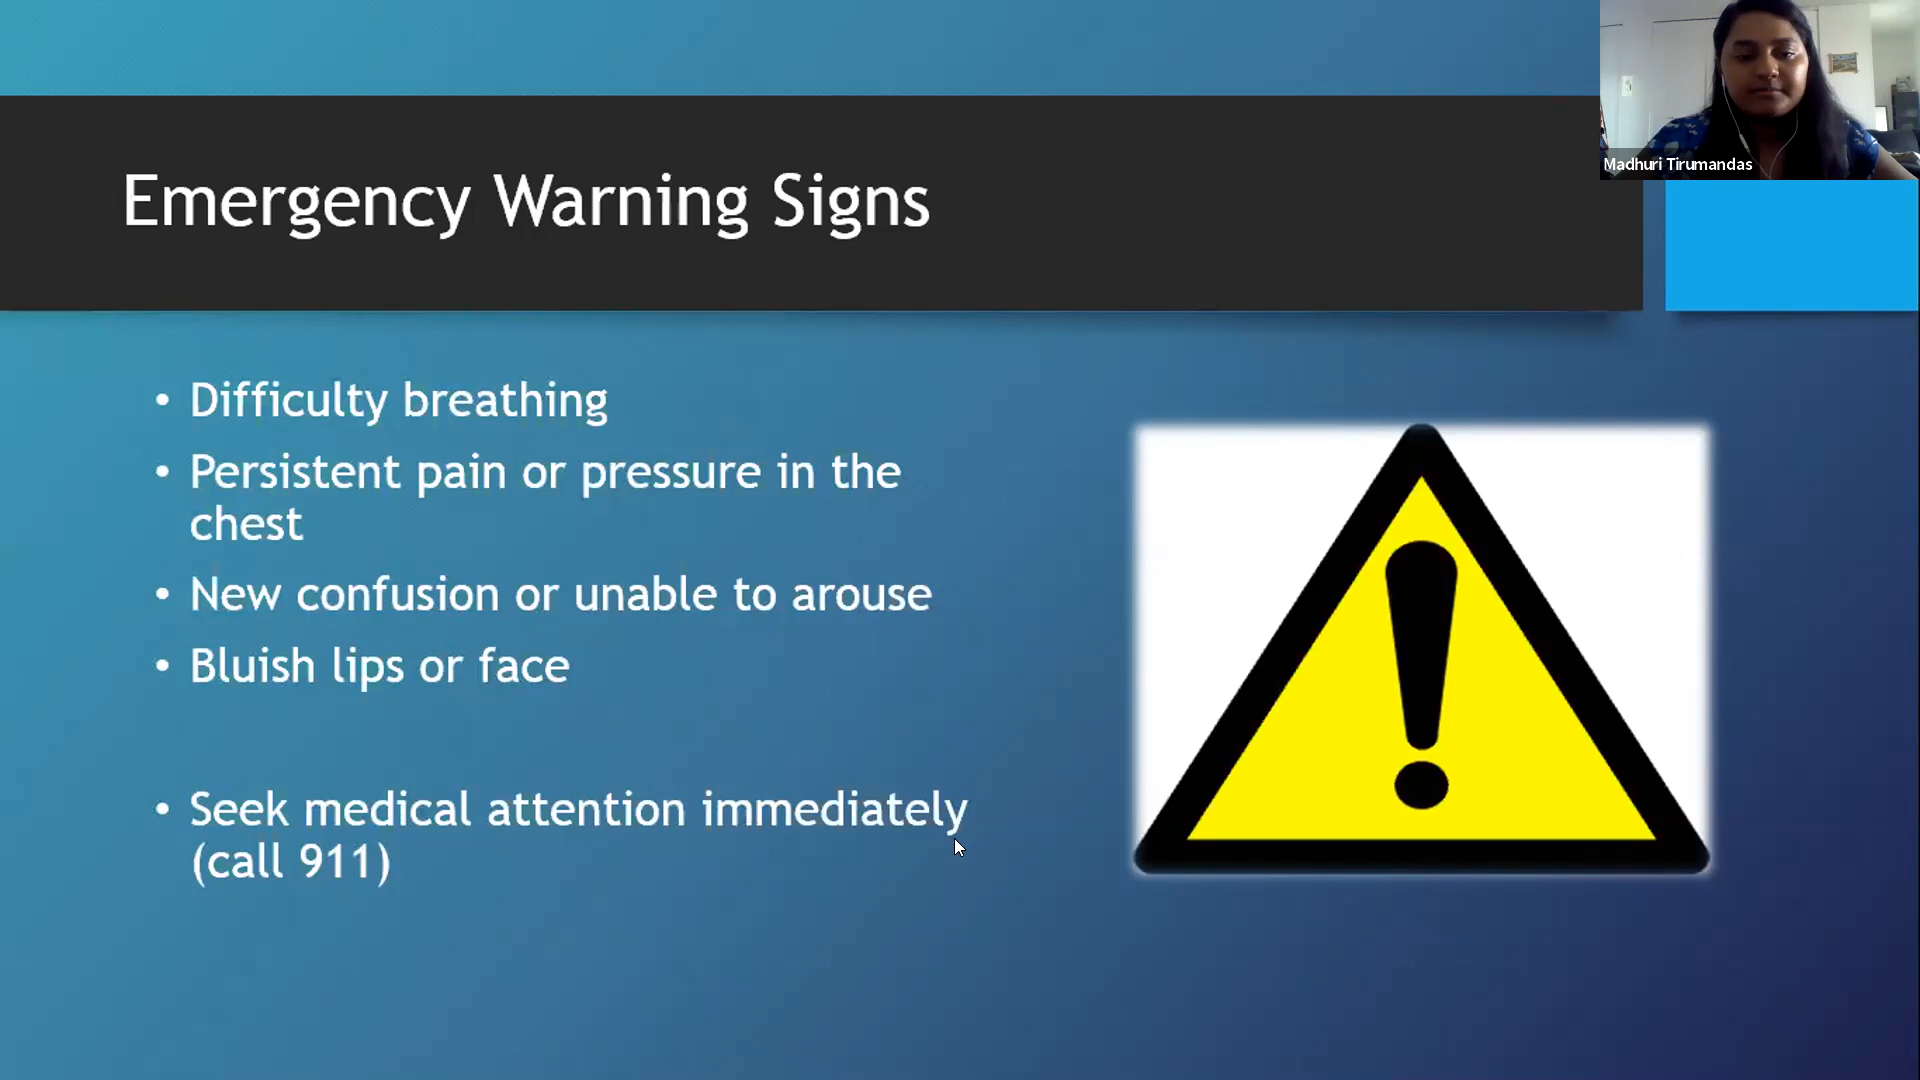 Madhuri Tirumandas
Emergency Warning Signs
• Difficulty breathing
• Persistent pain or pressure in the
chest
• New confusion or unable to arouse
• Bluish lips or face
• Seek medical attention immediately
(call 911)